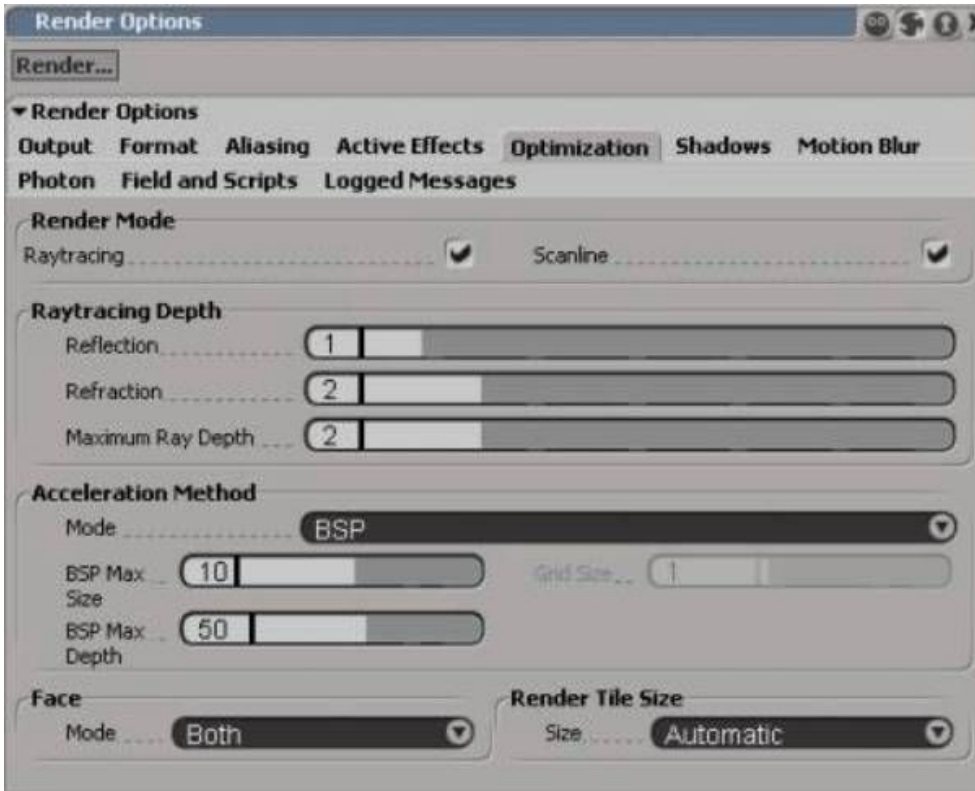 Render Options
Render...
Render Options
Output Format Aliasing Active Effects Optimization Shadows Motion Blur
Photon Field and Scripts Logged Messages
Render Mode
Raytracing Scanline
Raytracing Depth
Reflection 1
Refraction 2
Maximum Ray Depth 2
Acceleration Method
Mode BSP
BSP Max Size 10 Grid Size 1
BSP Max Depth 50
Face Render Tile Size
Mode Both Size Automatic